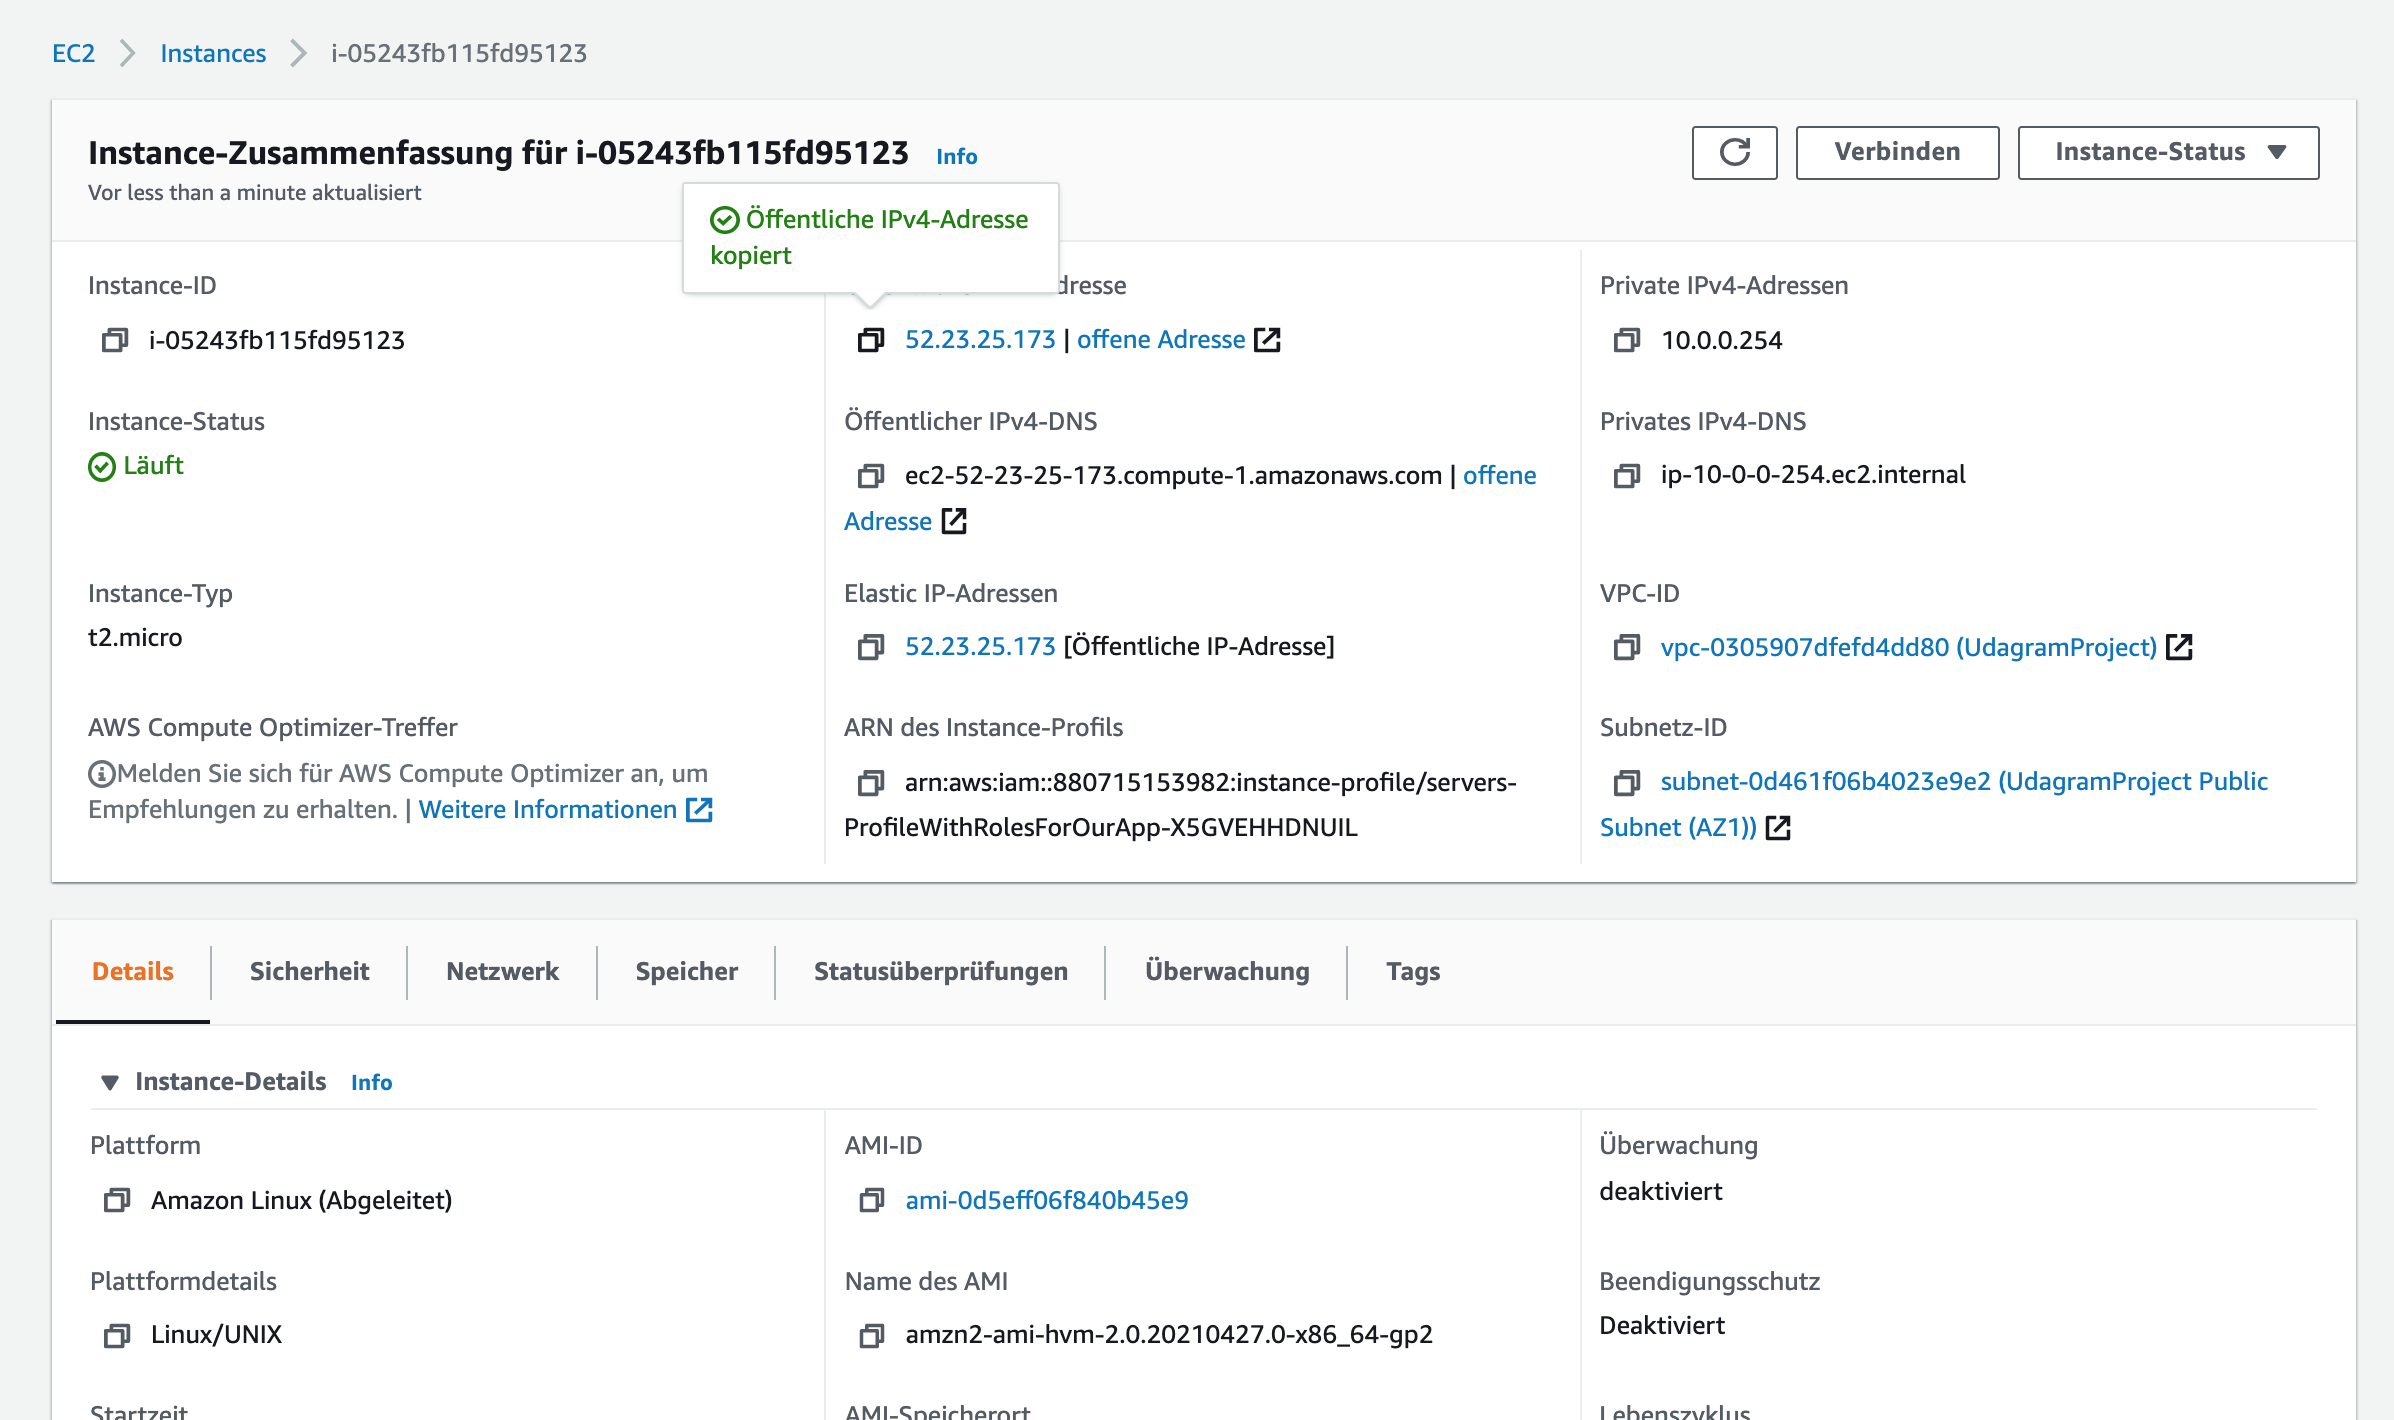 EC2 Instances i-05243fb115fd95123
Instance-Zusammenfassung für i-05243fb115fd95123 Info
Vor less than a minute aktualisiert
Verbinden
Instance-Status
Öffentliche IPv4-Adresse
kopiert
Instance-ID
i-05243fb115fd95123
52.23.25.173 | offene Adresse
Private IPv4-Adressen
10.0.0.254
Instance-Status
Läuft
Öffentlicher IPv4-DNS
ec2-52-23-25-173.compute-1.amazonaws.com | offene
Adresse
Privates IPv4-DNS
ip-10-0-0-254.ec2.internal
Instance-Typ
t2.micro
Elastic IP-Adressen
52.23.25.173 [Öffentliche IP-Adresse]
VPC-ID
vpc-0305907dfefd4dd80 (UdagramProject)
AWS Compute Optimizer-Treffer
Melden Sie sich für AWS Compute Optimizer an, um
Empfehlungen zu erhalten. | Weitere Informationen
ARN des Instance-Profils
arn:aws:iam::880715153982:instance-profile/servers-
ProfileWithRolesForOurApp-X5GVEHHDNUIL
Subnetz-ID
subnet-0d461f06b4023e9e2 (UdagramProject Public
Subnet (AZ1))
Details
Sicherheit
Netzwerk
Speicher
Statusüberprüfungen
Überwachung
Tags
Instance-Details Info
Plattform
Amazon Linux (Abgeleitet)
AMI-ID
ami-0d5eff06f840b45e9
Überwachung
deaktiviert
Plattformdetails
Linux/UNIX
Name des AMI
amzn2-ami-hvm-2.0.20210427.0-x86_64-gp2
Beendigungsschutz
Deaktiviert
Startzeit
AMI-Speicherort
Lebenszyklus